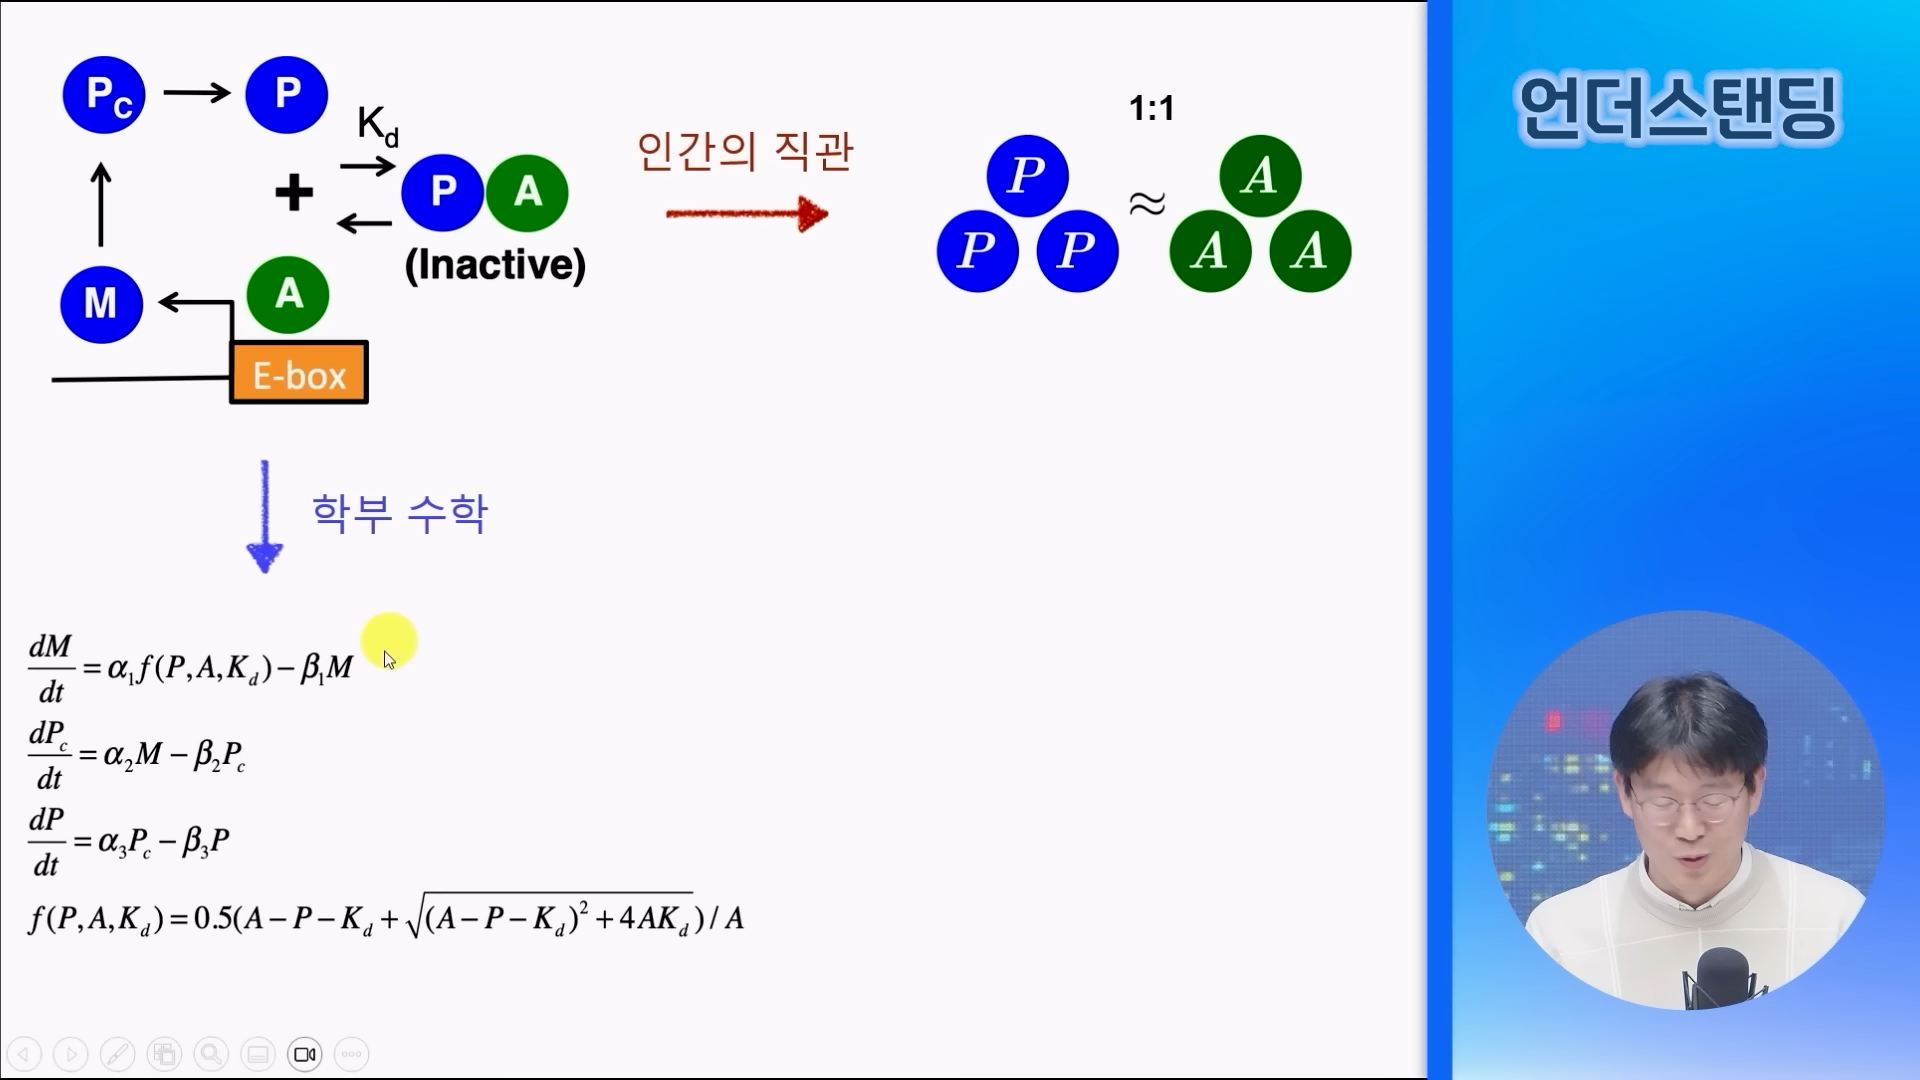 P_C
P
K_d
+
P A
(Inactive)
M
A
E-box
인간의 직관
1:1
P
P P
≈
A
A A
학부 수학
dM/dt = α₁f(P, A, K_d) − β₁M
dP_c/dt = α₂M − β₂P_c
dP/dt = α₃P_c − β₃P
f(P, A, K_d) = 0.5(A − P − K_d + √((A − P − K_d)² + 4AK_d)) / A
언더스탠딩